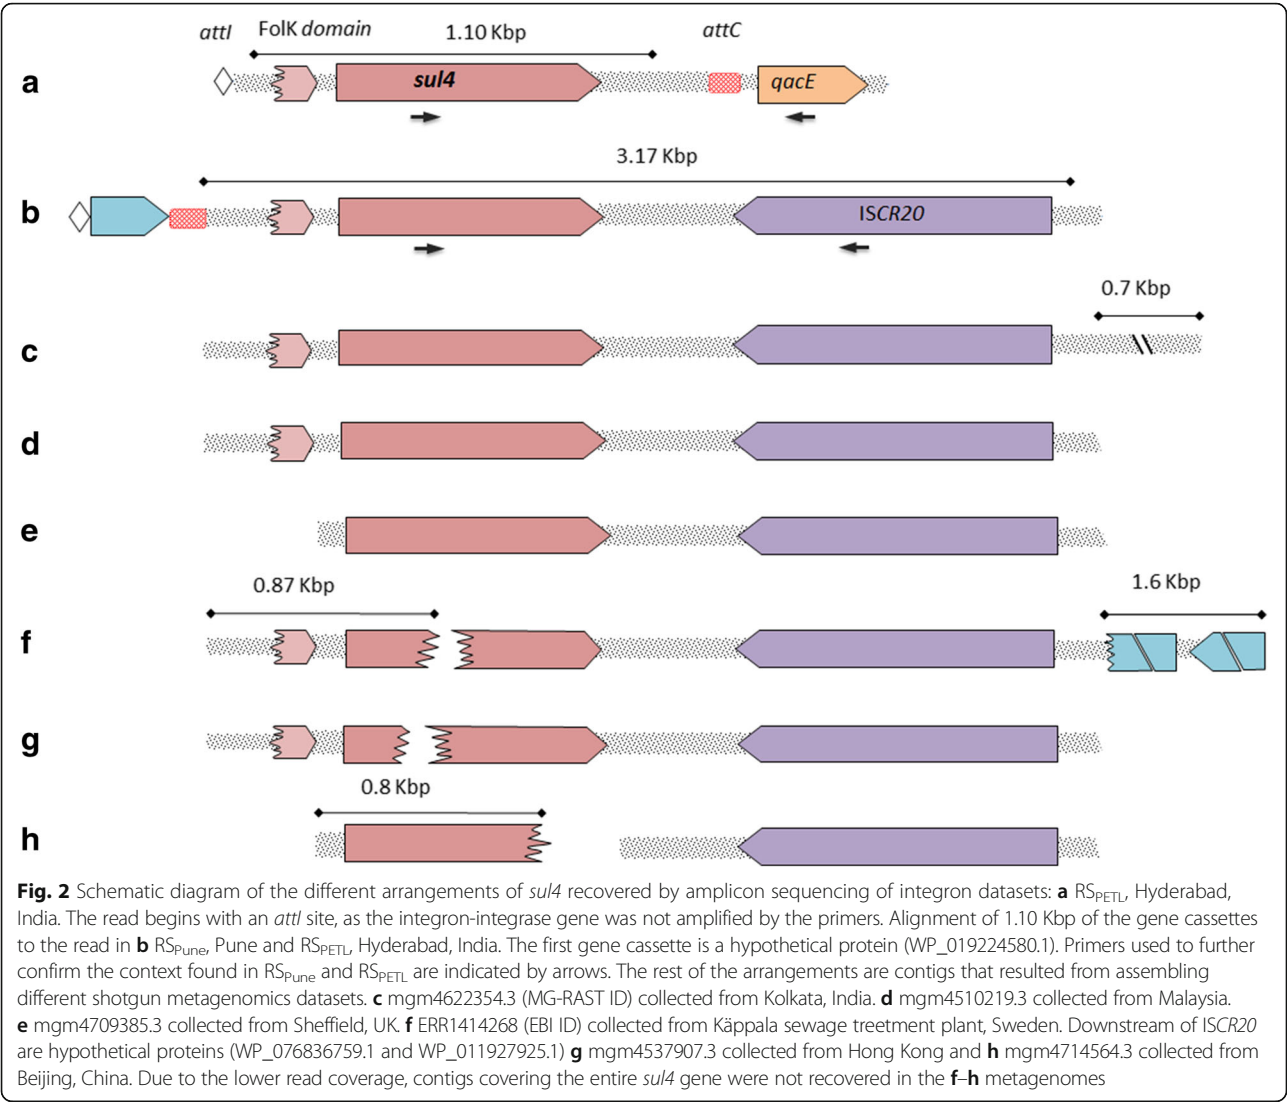 attI FolK domain 1.10 Kbp attC
a sul4 qacE
3.17 Kbp
b ISCR20
0.7 Kbp
c
d
e
0.87 Kbp 1.6 Kbp
f
g
0.8 Kbp
h
Fig. 2 Schematic diagram of the different arrangements of sul4 recovered by amplicon sequencing of integron datasets: a RSPETL, Hyderabad,
India. The read begins with an attI site, as the integron-integrase gene was not amplified by the primers. Alignment of 1.10 Kbp of the gene cassettes
to the read in b RSPune, Pune and RSPETL, Hyderabad, India. The first gene cassette is a hypothetical protein (WP_019224580.1). Primers used to further
confirm the context found in RSPune and RSPETL are indicated by arrows. The rest of the arrangements are contigs that resulted from assembling
different shotgun metagenomics datasets. c mgm4622354.3 (MG-RAST ID) collected from Kolkata, India. d mgm4510219.3 collected from Malaysia.
e mgm4709385.3 collected from Sheffield, UK. f ERR1414268 (EBI ID) collected from Käppala sewage treetment plant, Sweden. Downstream of ISCR20
are hypothetical proteins (WP_076836759.1 and WP_011927925.1) g mgm4537907.3 collected from Hong Kong and h mgm4714564.3 collected from
Beijing, China. Due to the lower read coverage, contigs covering the entire sul4 gene were not recovered in the f–h metagenomes